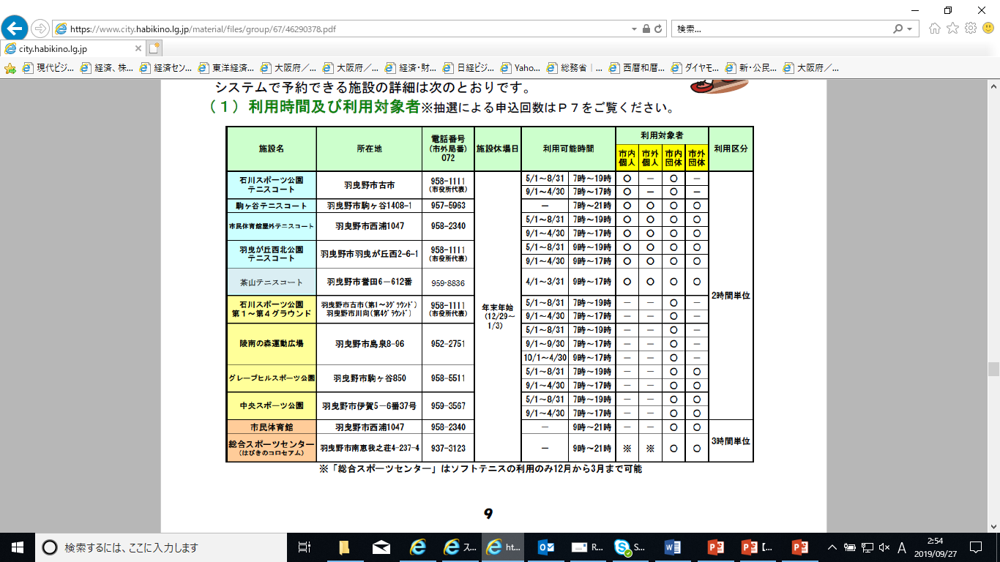 https://www.city.habikino.lg.jp/material/files/group/67/46290378.pdf
検索...
city.habikino.lg.jp
現代ビジ... 経済、株... 経済セン... 東洋経済... 大阪府／... 大阪府／... 経済・財... 日経ビジ... Yaho... 総務省｜... 西暦和暦... ダイヤモ... 新・公民... 大阪府／...
システムで予約できる施設の詳細は次のとおりです。
（１）利用時間及び利用対象者※抽選による申込回数はＰ７をご覧ください。
施設名 所在地 電話番号(市外局番)072 施設休場日 利用可能時間 利用対象者 利用区分
市内個人 市外個人 市内団体 市外団体
石川スポーツ公園テニスコート 羽曳野市古市 958-1111(市役所代表) 5/1～8/31 7時～19時 ○ － ○ －
9/1～4/30 7時～17時 ○ － ○ －
駒ヶ谷テニスコート 羽曳野市駒ヶ谷1408-1 957-5963 － 7時～21時 ○ ○ ○ ○
市民体育館屋外テニスコート 羽曳野市西浦1047 958-2340 5/1～8/31 7時～19時 ○ ○ ○ ○
9/1～4/30 7時～17時 ○ ○ ○ ○
羽曳が丘西北公園テニスコート 羽曳野市羽曳が丘西2-6-1 958-1111(市役所代表) 5/1～8/31 9時～19時 ○ ○ ○ ○
9/1～4/30 9時～17時 ○ ○ ○ ○
茶山テニスコート 羽曳野市誉田6－612番 959-8836 4/1～3/31 9時～17時 ○ ○ ○ ○
2時間単位
石川スポーツ公園第１～第４グラウンド 羽曳野市古市(第1～3ｸﾞﾗｳﾝﾄﾞ)羽曳野市川向(第4ｸﾞﾗｳﾝﾄﾞ) 958-1111(市役所代表) 5/1～8/31 7時～19時 － － ○ －
9/1～4/30 7時～17時 － － ○ －
年末年始(12/29～1/3)
陵南の森運動広場 羽曳野市島泉8-96 952-2751 5/1～8/31 7時～19時 － － ○ －
9/1～9/30 7時～17時 － － ○ －
10/1～4/30 9時～17時 － － ○ －
グレープヒルスポーツ公園 羽曳野市駒ヶ谷850 958-5511 5/1～8/31 7時～19時 － － ○ ○
9/1～4/30 7時～17時 － － ○ ○
中央スポーツ公園 羽曳野市伊賀5－6番37号 959-3567 5/1～8/31 7時～19時 － － ○ ○
9/1～4/30 7時～17時 － － ○ ○
市民体育館 羽曳野市西浦1047 958-2340 － 9時～21時 － － ○ ○
3時間単位
総合スポーツセンター(はびきのコロセアム) 羽曳野市南恵我之荘4-237-4 937-3123 － 9時～21時 ※ ※ ○ ○
※「総合スポーツセンター」はソフトテニスの利用のみ12月から3月まで可能
9
検索するには、ここに入力します ス... ht... R... S... 【... A 2:54
2019/09/27